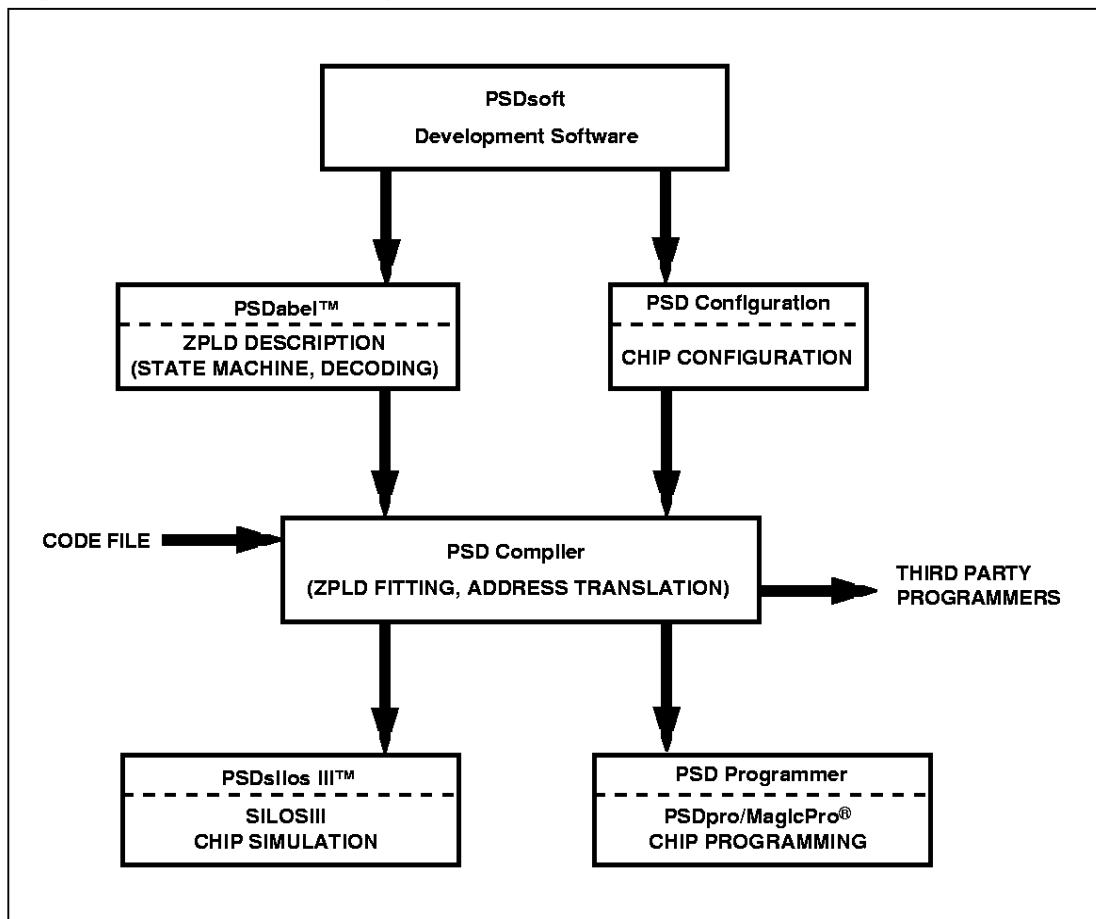 PSDsoft
Development Software
PSDabel™
ZPLD DESCRIPTION
(STATE MACHINE, DECODING)
PSD Configuration
CHIP CONFIGURATION
CODE FILE
PSD Compiler
(ZPLD FITTING, ADDRESS TRANSLATION)
THIRD PARTY
PROGRAMMERS
PSDsilos III™
SILOSIII
CHIP SIMULATION
PSD Programmer
PSDpro/MagicPro®
CHIP PROGRAMMING